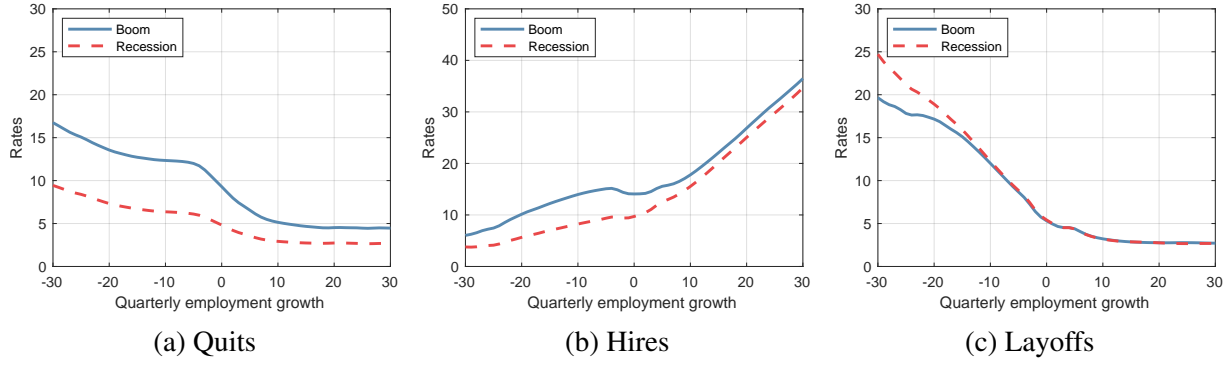 30
25
20
15
10
5
0
Rates
Boom
Recession
-30 -20 -10 0 10 20 30
Quarterly employment growth
(a) Quits
50
40
30
20
10
0
Rates
Boom
Recession
-30 -20 -10 0 10 20 30
Quarterly employment growth
(b) Hires
30
25
20
15
10
5
0
Rates
Boom
Recession
-30 -20 -10 0 10 20 30
Quarterly employment growth
(c) Layoffs